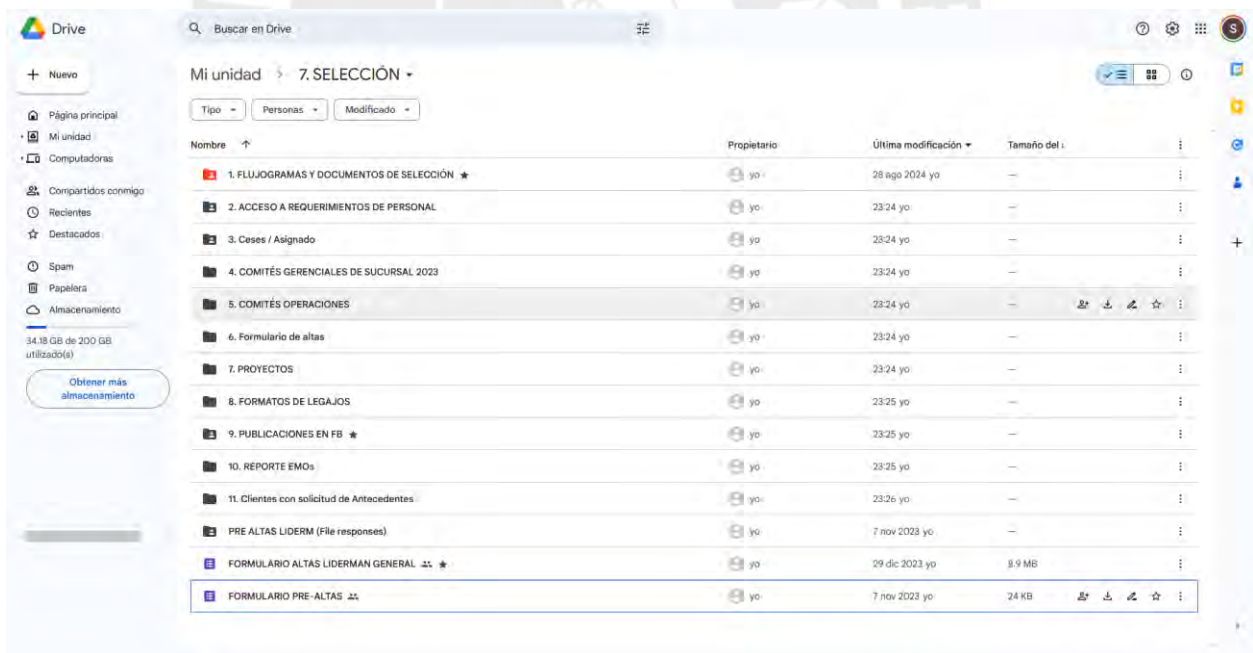 Drive
Buscar en Drive
S
Nuevo
Mi unidad > 7. SELECCIÓN
Tipo
Personas
Modificado
Página principal
Mi unidad
Computadoras
Compartidos conmigo
Recientes
Destacados
Spam
Papelera
Almacenamiento
34.18 GB de 200 GB
utilizado(s)
Obtener más
almacenamiento
Nombre Propietario Última modificación Tamaño del
1. FLUJOGRAMAS Y DOCUMENTOS DE SELECCIÓN yo 28 ago 2024 yo —
2. ACCESO A REQUERIMIENTOS DE PERSONAL yo 23:24 yo —
3. Ceses / Asignado yo 23:24 yo —
4. COMITÉS GERENCIALES DE SUCURSAL 2023 yo 23:24 yo —
5. COMITÉS OPERACIONES yo 23:24 yo —
6. Formulario de altas yo 23:24 yo —
7. PROYECTOS yo 23:24 yo —
8. FORMATOS DE LEGAJOS yo 23:25 yo —
9. PUBLICACIONES EN FB yo 23:25 yo —
10. REPORTE EMOs yo 23:25 yo —
11. Clientes con solicitud de Antecedentes yo 23:26 yo —
PRE ALTAS LIDERM (File responses) yo 7 nov 2023 yo —
FORMULARIO ALTAS LIDERMAN GENERAL yo 29 dic 2023 yo 8.9 MB
FORMULARIO PRE-ALTAS yo 7 nov 2023 yo 24 KB